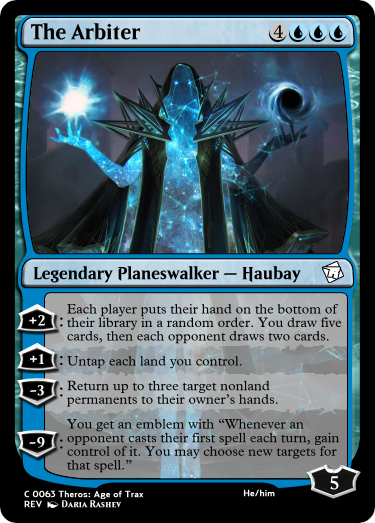 The Arbiter 4
Legendary Planeswalker — Haubay
+2: Each player puts their hand on the bottom of
their library in a random order. You draw five
cards, then each opponent draws two cards.
+1: Untap each land you control.
-3: Return up to three target nonland
permanents to their owner's hands.
-9: You get an emblem with “Whenever an
opponent casts their first spell each turn, gain
control of it. You may choose new targets for
that spell.”
5
C 0063 Theros: Age of Trax He/him
REV Daria Rashev